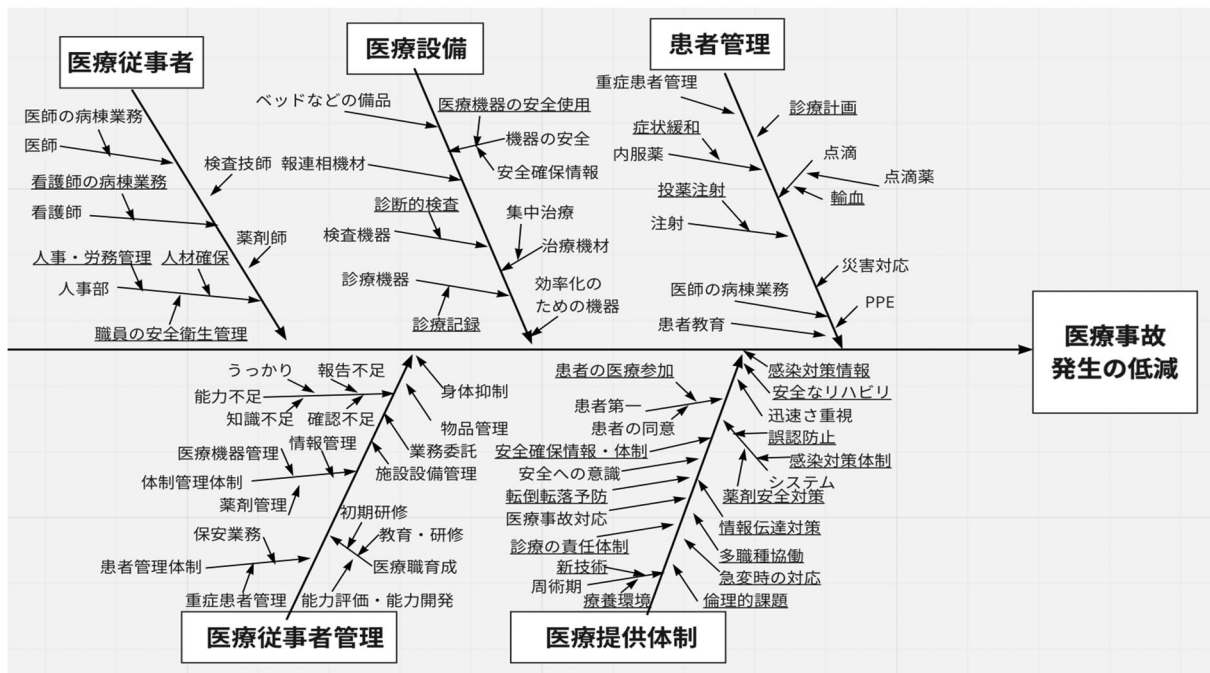 医療従事者
医師の病棟業務
医師
看護師の病棟業務
看護師
人事・労務管理
人材確保
人事部
職員の安全衛生管理
検査技師
薬剤師
医療設備
ベッドなどの備品
医療機器の安全使用
機器の安全
安全確保情報
報連相機材
診断的検査
検査機器
集中治療
治療機材
診療機器
診療記録
効率化の
ための機器
患者管理
重症患者管理
診療計画
症状緩和
内服薬
点滴
点滴薬
輸血
投薬注射
注射
災害対応
医師の病棟業務
PPE
患者教育
医療事故
発生の低減
うっかり
報告不足
能力不足
知識不足
確認不足
身体抑制
物品管理
業務委託
施設設備管理
医療機器管理
情報管理
体制管理体制
薬剤管理
初期研修
教育・研修
保安業務
患者管理体制
医療職育成
重症患者管理
能力評価・能力開発
医療従事者管理
患者の医療参加
患者第一
患者の同意
安全確保情報・体制
安全への意識
転倒転落予防
医療事故対応
診療の責任体制
新技術
周術期
療養環境
感染対策情報
安全なリハビリ
迅速さ重視
誤認防止
感染対策体制
システム
薬剤安全対策
情報伝達対策
多職種協働
急変時の対応
倫理的課題
医療提供体制